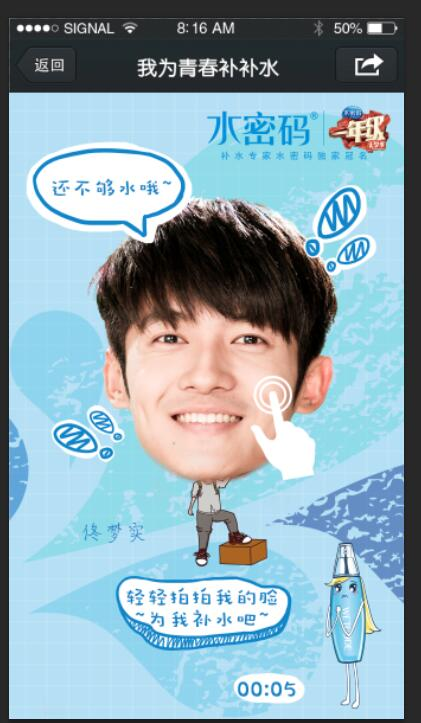 SIGNAL 8:16 AM 50%
返回 我为青春补补水
水密码® 一年级
补水专家水密码独家冠名
还不够水哦~
佟梦实
轻轻拍拍我的脸
~为我补水吧~
00:05